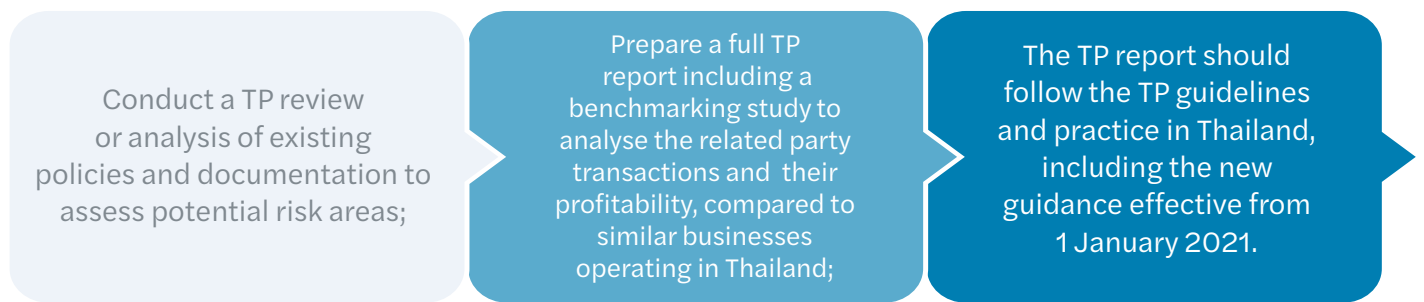 Conduct a TP review
or analysis of existing
policies and documentation to
assess potential risk areas;
Prepare a full TP
report including a
benchmarking study to
analyse the related party
transactions and  their
profitability, compared to
similar businesses
operating in Thailand;
The TP report should
follow the TP guidelines
and practice in Thailand,
including the new
guidance effective from
1 January 2021.